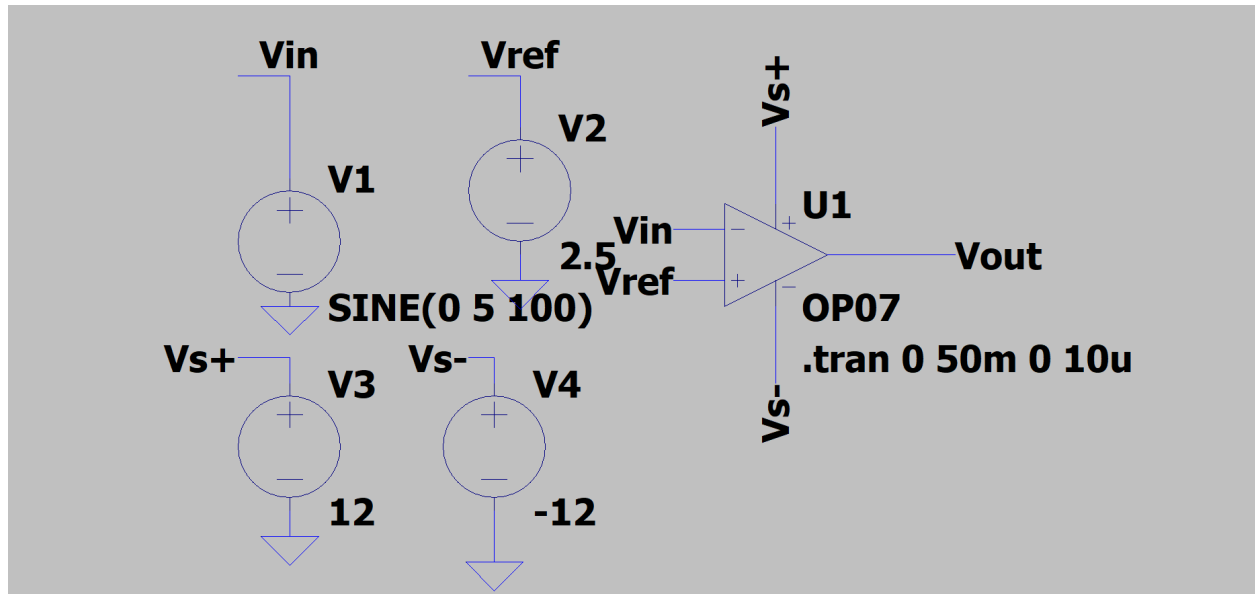 Vin
Vref
Vs+
V2
V1
U1
Vin
2.5
Vref
Vout
SINE(0 5 100)
OP07
Vs+
Vs-
.tran 0 50m 0 10u
V3
V4
Vs-
12
-12